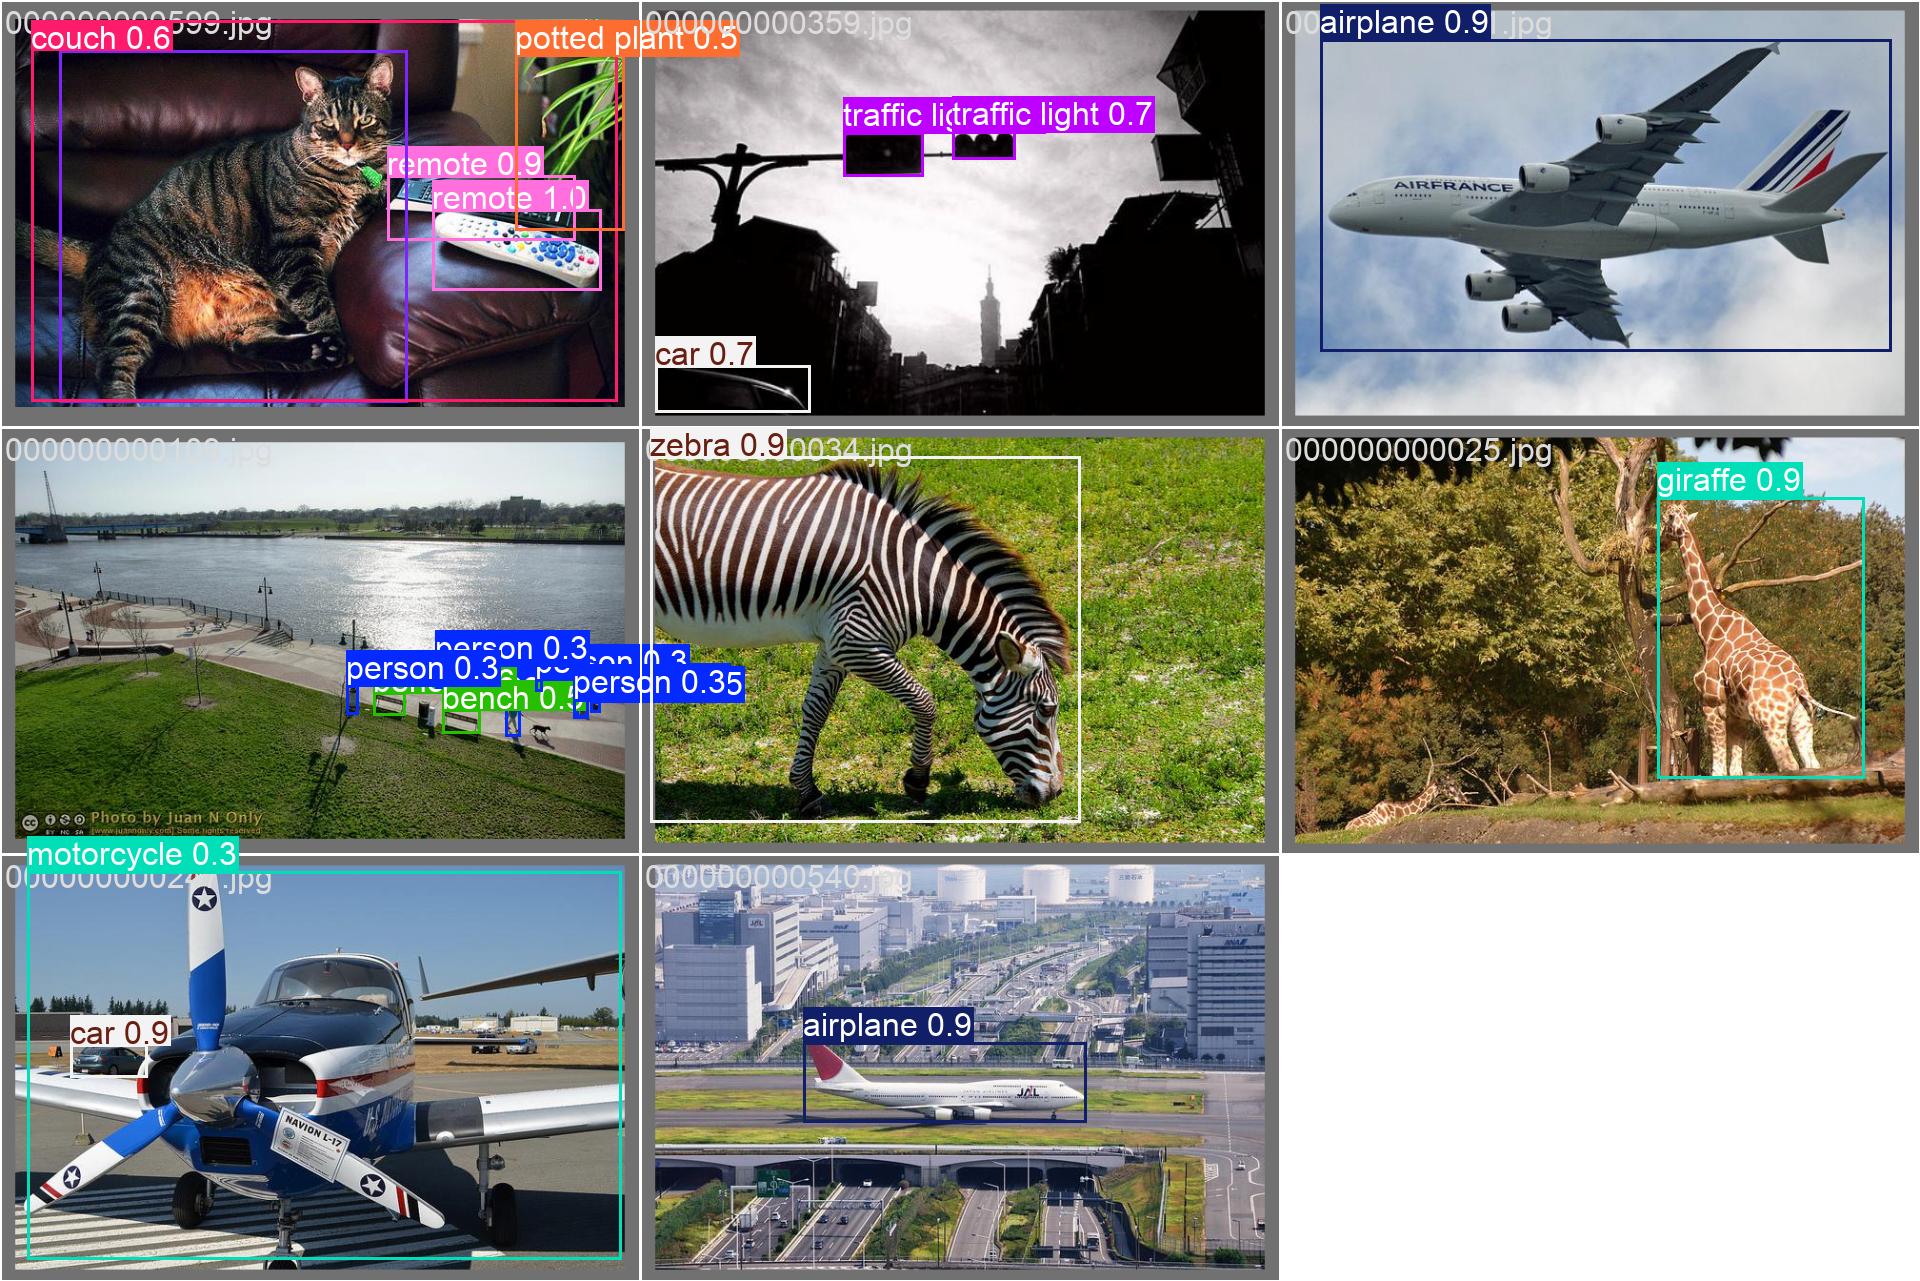 couch 0.6
potted plant 0.5
remote 0.9
remote 1.0
000000000359.jpg
traffic light 0.7
car 0.7
airplane 0.9
AIRFRANCE
person 0.3
person 0.3
bench 0.5
person 0.35
Photo by Juan N Only
zebra 0.9
000000000025.jpg
giraffe 0.9
motorcycle 0.3
car 0.9
NAVION L-17
000000000540.jpg
airplane 0.9
JAL